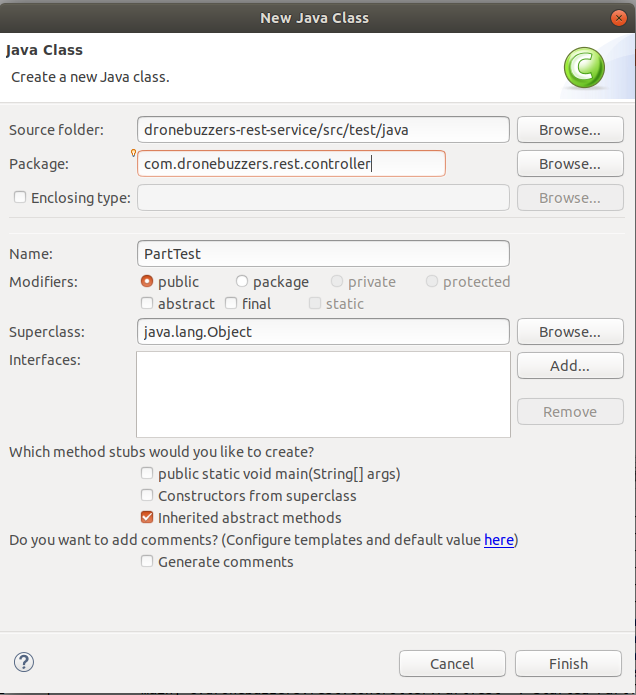 New Java Class
Java Class
Create a new Java class.
Source folder: dronebuzzers-rest-service/src/test/java Browse...
Package: com.dronebuzzers.rest.controller Browse...
Enclosing type: Browse...
Name: PartTest
Modifiers: public package private protected
abstract final static
Superclass: java.lang.Object Browse...
Interfaces: Add...
Remove
Which method stubs would you like to create?
public static void main(String[] args)
Constructors from superclass
Inherited abstract methods
Do you want to add comments? (Configure templates and default value here)
Generate comments
? Cancel Finish